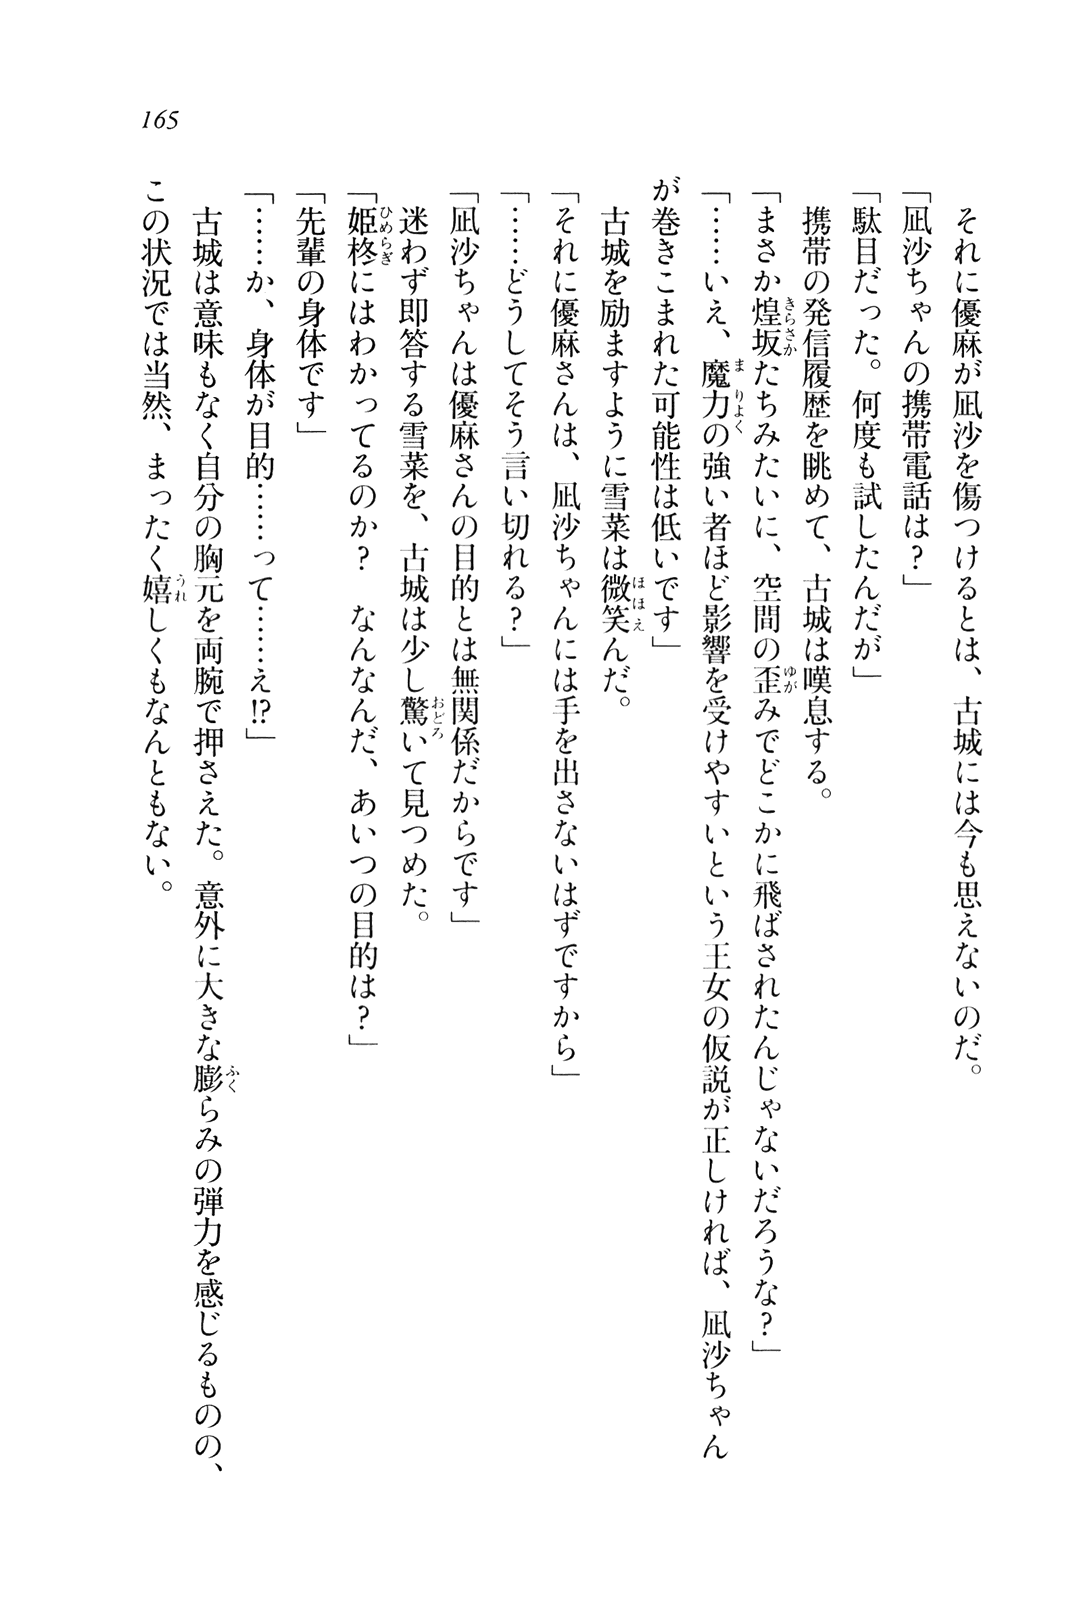 165
　それに優麻が凪沙を傷つけるとは、古城には今も思えないのだ。
「凪沙ちゃんの携帯電話は？」
「駄目だった。何度も試したんだが」
　携帯の発信履歴を眺めて、古城は嘆息する。
「まさか煌坂たちみたいに、空間の歪みでどこかに飛ばされたんじゃないだろうな？」
「……いえ、魔力の強い者ほど影響を受けやすいという王女の仮説が正しければ、凪沙ちゃん
が巻きこまれた可能性は低いです」
　古城を励ますように雪菜は微笑んだ。
「それに優麻さんは、凪沙ちゃんには手を出さないはずですから」
「……どうしてそう言い切れる？」
「凪沙ちゃんは優麻さんの目的とは無関係だからです」
　迷わず即答する雪菜を、古城は少し驚いて見つめた。
「姫柊にはわかってるのか？　なんなんだ、あいつの目的は？」
「先輩の身体です」
「……か、身体が目的……って……え!?」
　古城は意味もなく自分の胸元を両腕で押さえた。意外に大きな膨らみの弾力を感じるものの、
この状況では当然、まったく嬉しくもなんともない。